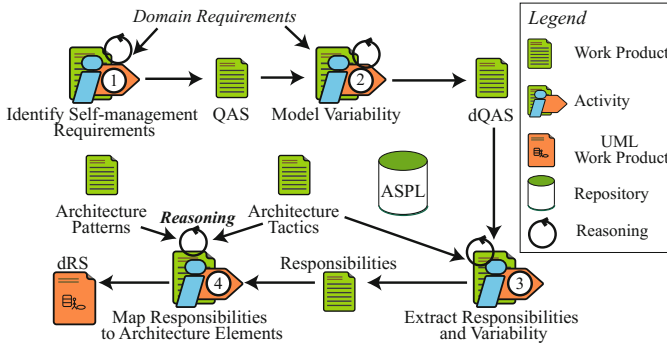 Domain Requirements
1
2
Identify Self-management
Requirements
QAS
Model Variability
dQAS
Architecture
Patterns
Reasoning
Architecture
Tactics
ASPL
dRS
4
Map Responsibilities
to Architecture Elements
Responsibilities
3
Extract Responsibilities
and Variability
Legend
Work Product
Activity
UML
Work Product
Repository
Reasoning